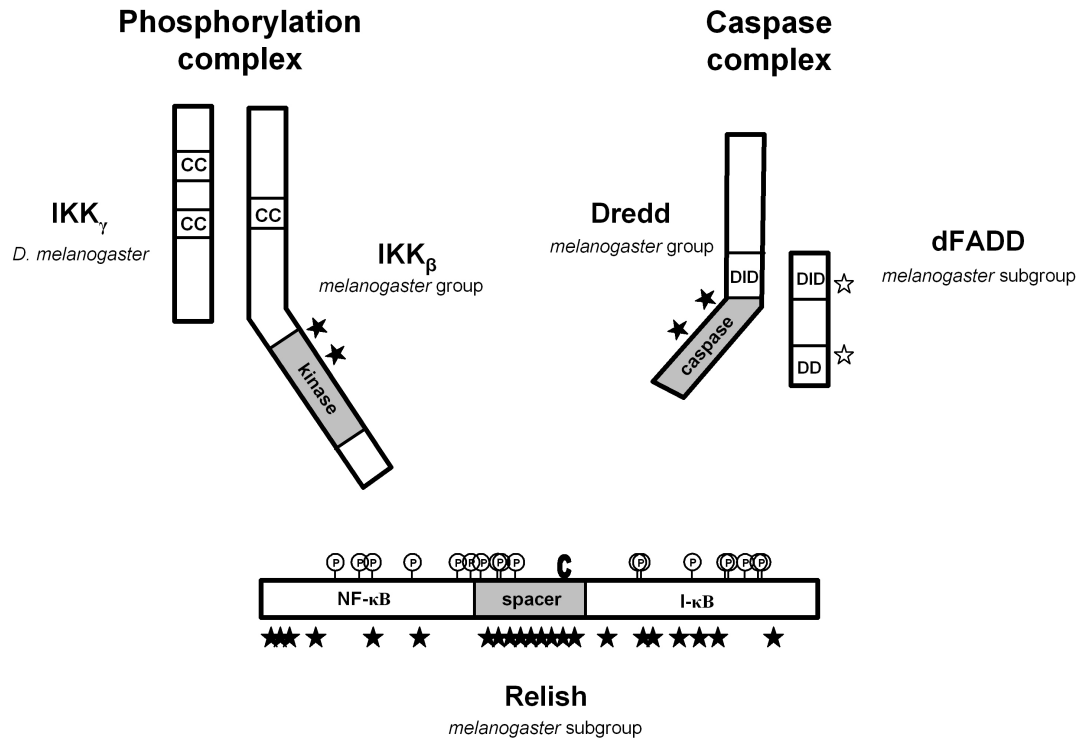 Phosphorylation
complex
Caspase
complex
CC
CC
CC
IKKγ
D. melanogaster
IKKβ
melanogaster group
kinase
Dredd
melanogaster group
DID
caspase
DID
DD
dFADD
melanogaster subgroup
P P P P P P P P P P P P P P P P
C
NF-κB spacer I-κB
Relish
melanogaster subgroup